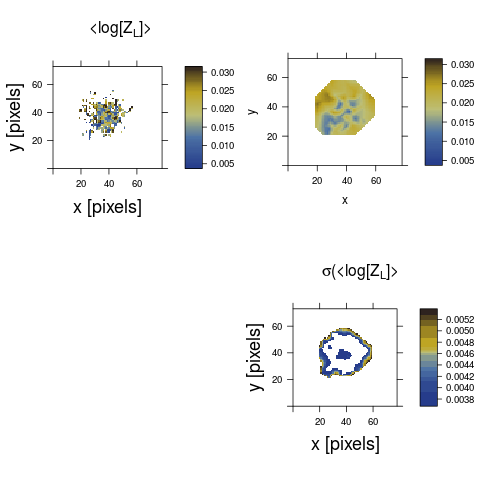 <log[Z_L]>
60
40
20
20 40 60
x [pixels]
y [pixels]
0.030
0.025
0.020
0.015
0.010
0.005
60
40
20
20 40 60
x
y
0.030
0.025
0.020
0.015
0.010
0.005
σ(<log[Z_L]>
60
40
20
20 40 60
x [pixels]
y [pixels]
0.0052
0.0050
0.0048
0.0046
0.0044
0.0042
0.0040
0.0038